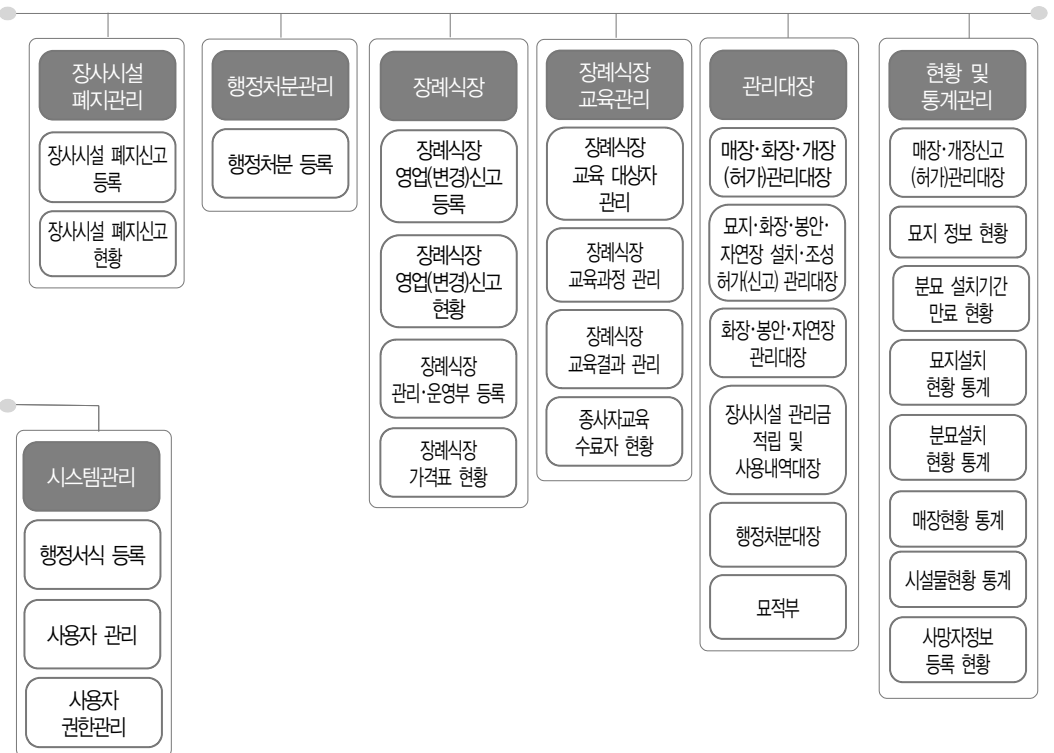 장사시설
폐지관리
장사시설 폐지신고
등록
장사시설 폐지신고
현황
행정처분관리
행정처분 등록
장례식장
장례식장
영업(변경)신고
등록
장례식장
영업(변경)신고
현황
장례식장
관리·운영부 등록
장례식장
가격표 현황
장례식장
교육관리
장례식장
교육 대상자
관리
장례식장
교육과정 관리
장례식장
교육결과 관리
종사자교육
수료자 현황
관리대장
매장·화장·개장
(허가)관리대장
묘지·화장·봉안·
자연장 설치·조성
허가(신고) 관리대장
화장·봉안·자연장
관리대장
장사시설 관리금
적립 및
사용내역대장
행정처분대장
묘적부
현황 및
통계관리
매장·개장신고
(허가)관리대장
묘지 정보 현황
분묘 설치기간
만료 현황
묘지설치
현황 통계
분묘설치
현황 통계
매장현황 통계
시설물현황 통계
사망자정보
등록 현황
시스템관리
행정서식 등록
사용자 관리
사용자
권한관리